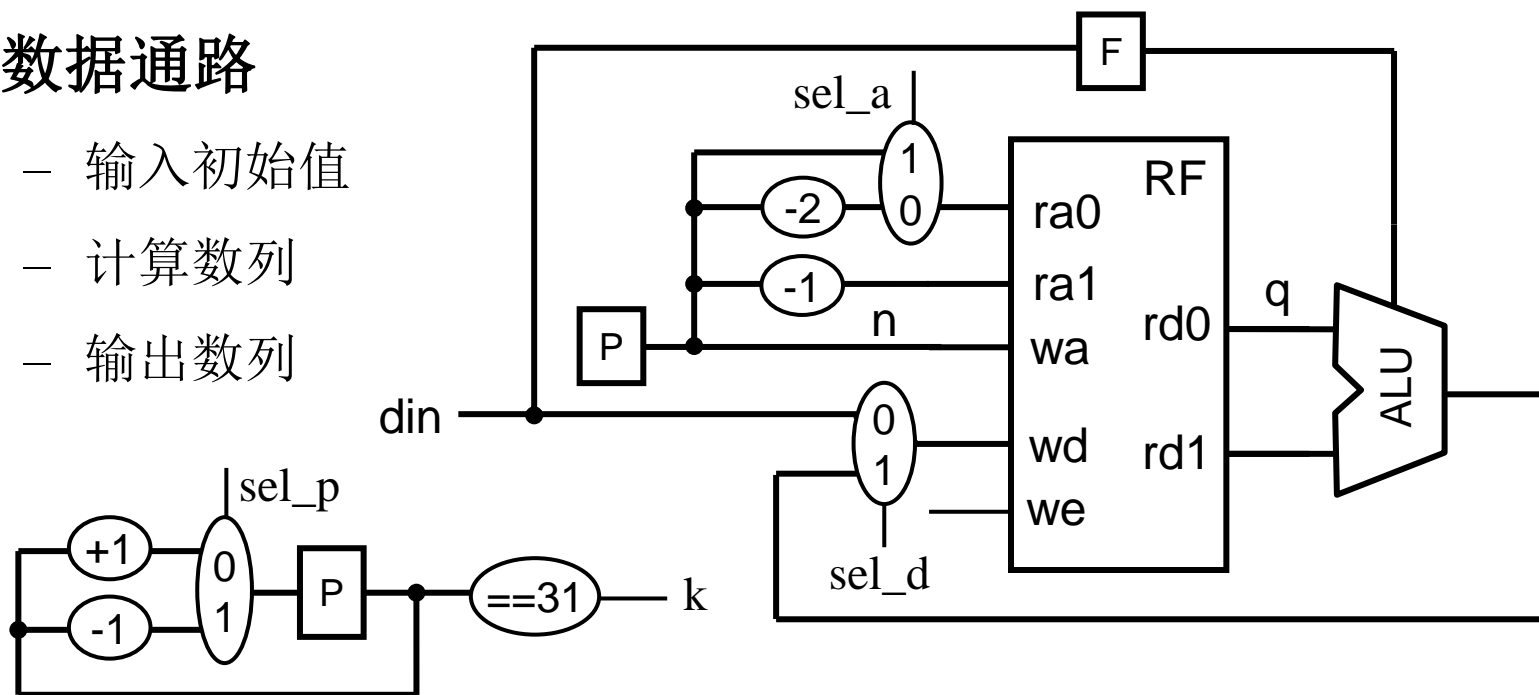 数据通路
– 输入初始值
– 计算数列
– 输出数列
F
sel_a
1
0
-2
-1
P
n
RF
ra0
ra1
wa
wd
we
rd0
rd1
q
ALU
din
0
1
sel_d
sel_p
+1
-1
0
1
P
==31
k